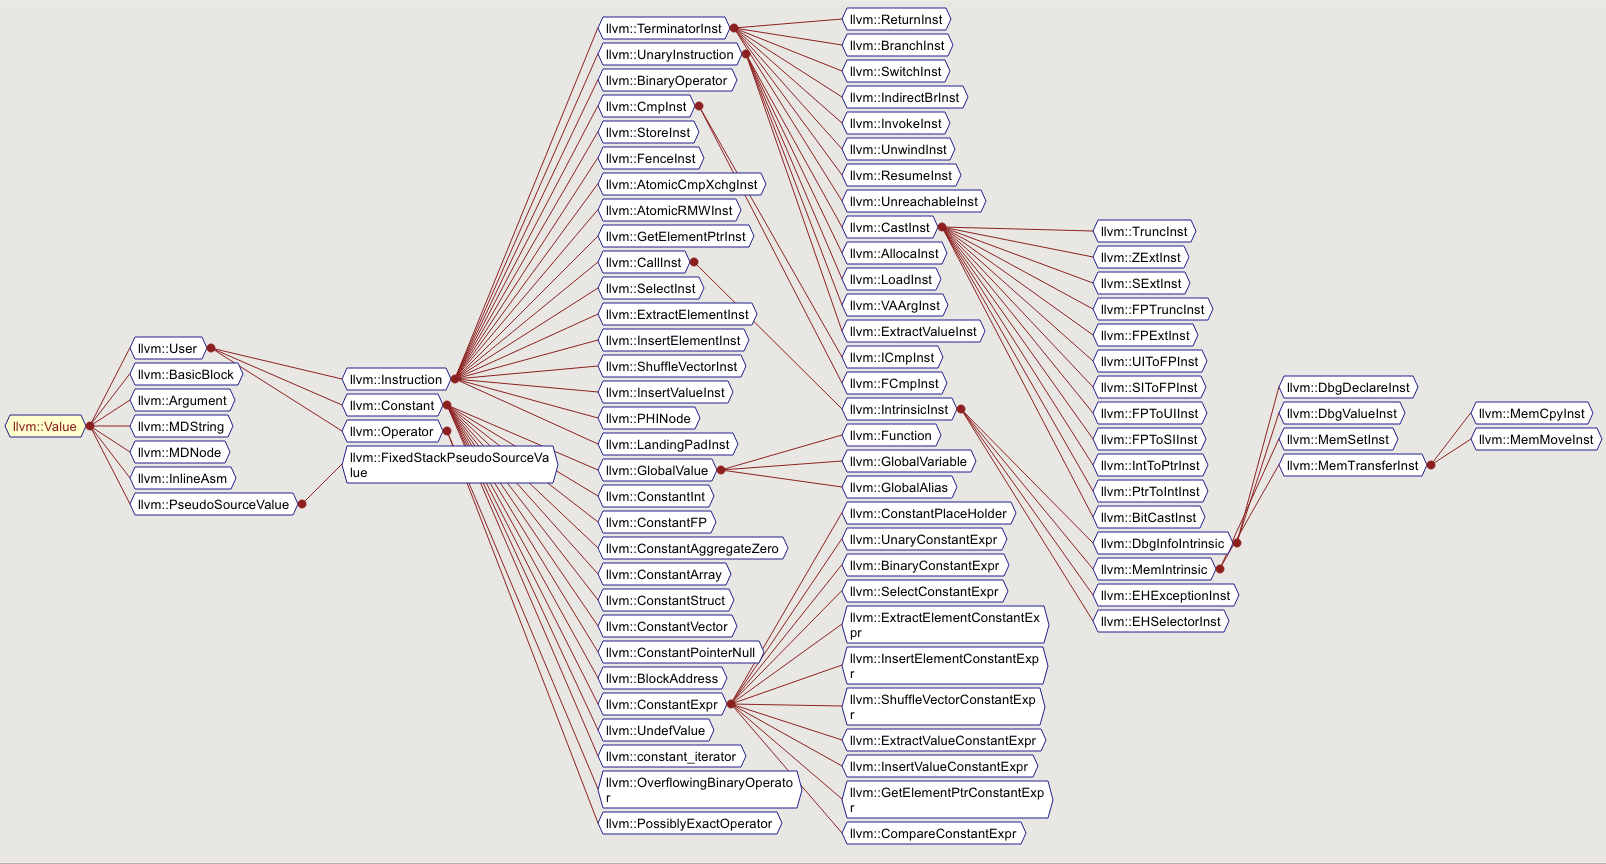 llvm::Value
llvm::User
llvm::BasicBlock
llvm::Argument
llvm::MDString
llvm::MDNode
llvm::InlineAsm
llvm::PseudoSourceValue
llvm::Instruction
llvm::Constant
llvm::Operator
llvm::FixedStackPseudoSourceVa
lue
llvm::TerminatorInst
llvm::UnaryInstruction
llvm::BinaryOperator
llvm::CmpInst
llvm::StoreInst
llvm::FenceInst
llvm::AtomicCmpXchgInst
llvm::AtomicRMWInst
llvm::GetElementPtrInst
llvm::CallInst
llvm::SelectInst
llvm::ExtractElementInst
llvm::InsertElementInst
llvm::ShuffleVectorInst
llvm::InsertValueInst
llvm::PHINode
llvm::LandingPadInst
llvm::GlobalValue
llvm::ConstantInt
llvm::ConstantFP
llvm::ConstantAggregateZero
llvm::ConstantArray
llvm::ConstantStruct
llvm::ConstantVector
llvm::ConstantPointerNull
llvm::BlockAddress
llvm::ConstantExpr
llvm::UndefValue
llvm::constant_iterator
llvm::OverflowingBinaryOperato
r
llvm::PossiblyExactOperator
llvm::ReturnInst
llvm::BranchInst
llvm::SwitchInst
llvm::IndirectBrInst
llvm::InvokeInst
llvm::UnwindInst
llvm::ResumeInst
llvm::UnreachableInst
llvm::CastInst
llvm::AllocaInst
llvm::LoadInst
llvm::VAArgInst
llvm::ExtractValueInst
llvm::ICmpInst
llvm::FCmpInst
llvm::IntrinsicInst
llvm::Function
llvm::GlobalVariable
llvm::GlobalAlias
llvm::ConstantPlaceHolder
llvm::UnaryConstantExpr
llvm::BinaryConstantExpr
llvm::SelectConstantExpr
llvm::ExtractElementConstantEx
pr
llvm::InsertElementConstantExp
r
llvm::ShuffleVectorConstantExp
r
llvm::ExtractValueConstantExpr
llvm::InsertValueConstantExpr
llvm::GetElementPtrConstantExp
r
llvm::CompareConstantExpr
llvm::TruncInst
llvm::ZExtInst
llvm::SExtInst
llvm::FPTruncInst
llvm::FPExtInst
llvm::UIToFPInst
llvm::SIToFPInst
llvm::FPToUIInst
llvm::FPToSIInst
llvm::IntToPtrInst
llvm::PtrToIntInst
llvm::BitCastInst
llvm::DbgInfoIntrinsic
llvm::MemIntrinsic
llvm::EHExceptionInst
llvm::EHSelectorInst
llvm::DbgDeclareInst
llvm::DbgValueInst
llvm::MemSetInst
llvm::MemTransferInst
llvm::MemCpyInst
llvm::MemMoveInst